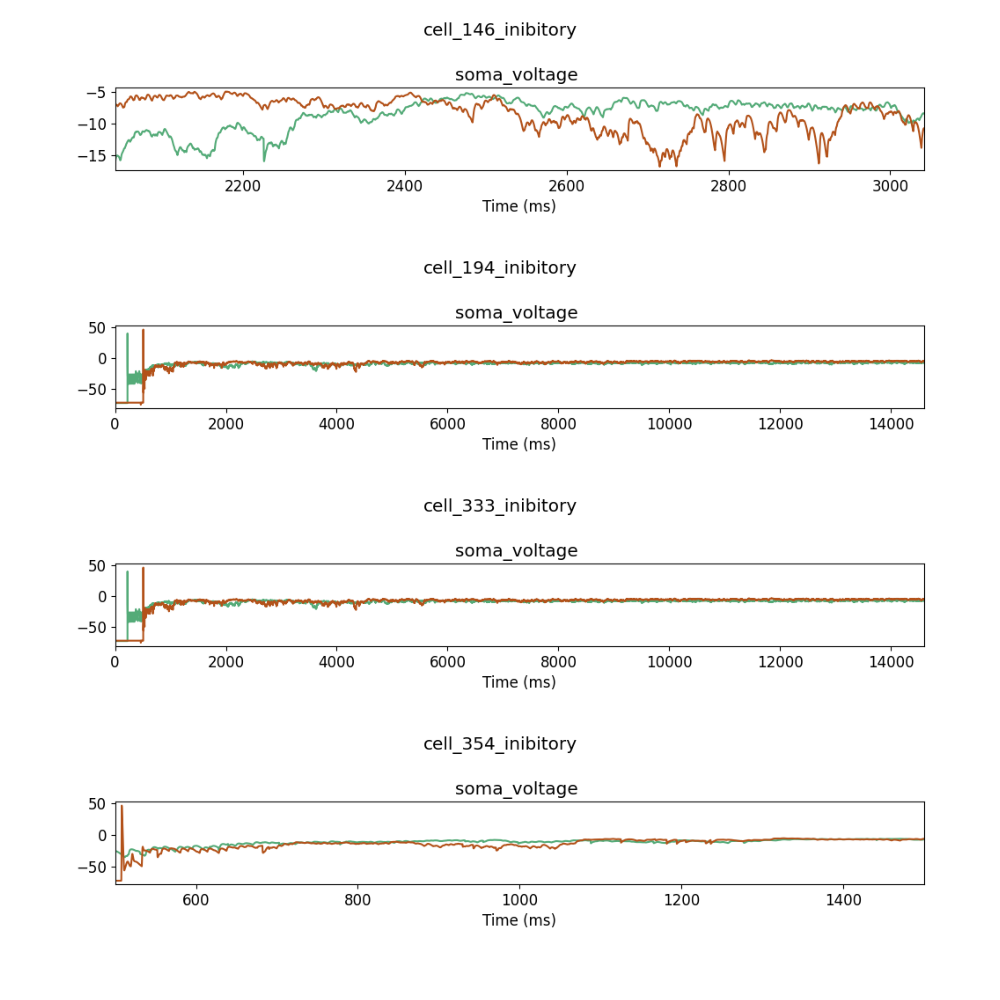 cell_146_inibitory
soma_voltage
−5
−10
−15
2200 2400 2600 2800 3000
Time (ms)
cell_194_inibitory
soma_voltage
50
0
−50
0 2000 4000 6000 8000 10000 12000 14000
Time (ms)
cell_333_inibitory
soma_voltage
50
0
−50
0 2000 4000 6000 8000 10000 12000 14000
Time (ms)
cell_354_inibitory
soma_voltage
50
0
−50
600 800 1000 1200 1400
Time (ms)